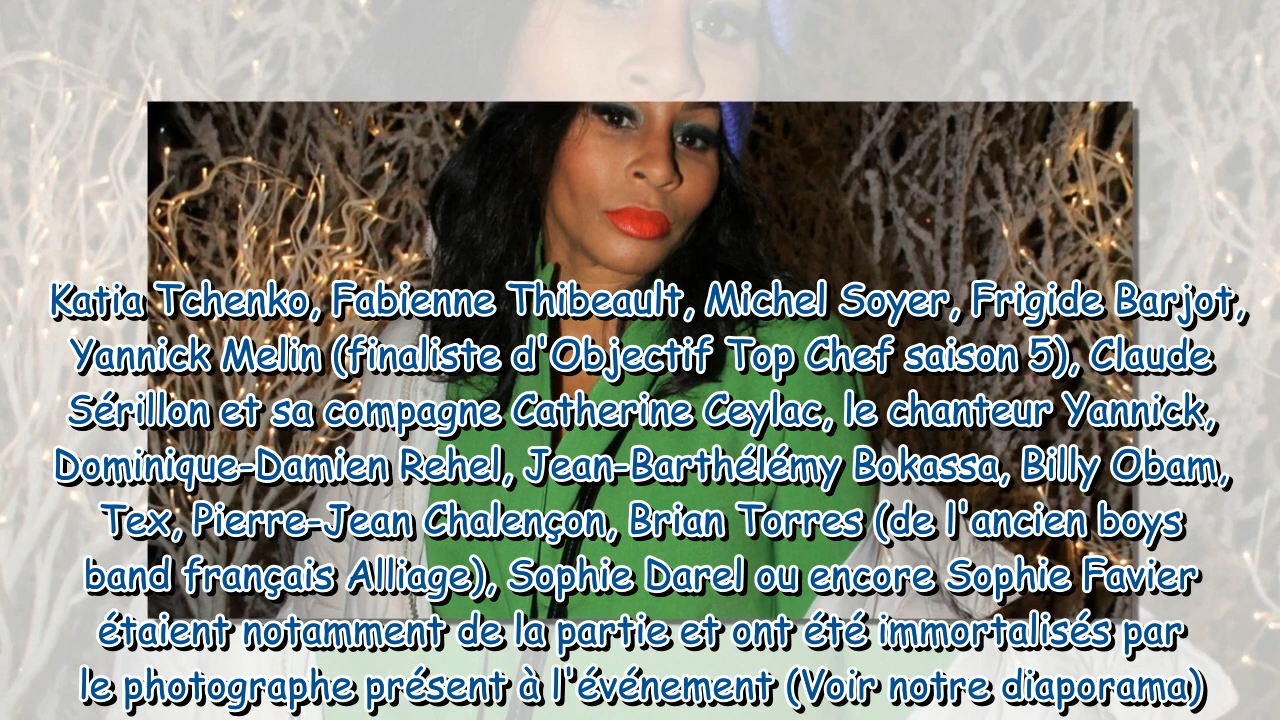 Katia Tchenko, Fabienne Thibeault, Michel Soyer, Frigide Barjot,
Yannick Melin (finaliste d'Objectif Top Chef saison 5), Claude
Sérillon et sa compagne Catherine Ceylac, le chanteur Yannick,
Dominique-Damien Rehel, Jean-Barthélémy Bokassa, Billy Obam,
Tex, Pierre-Jean Chalençon, Brian Torres (de l'ancien boys
band français Alliage), Sophie Darel ou encore Sophie Favier
étaient notamment de la partie et ont été immortalisés par
le photographe présent à l'événement (Voir notre diaporama)